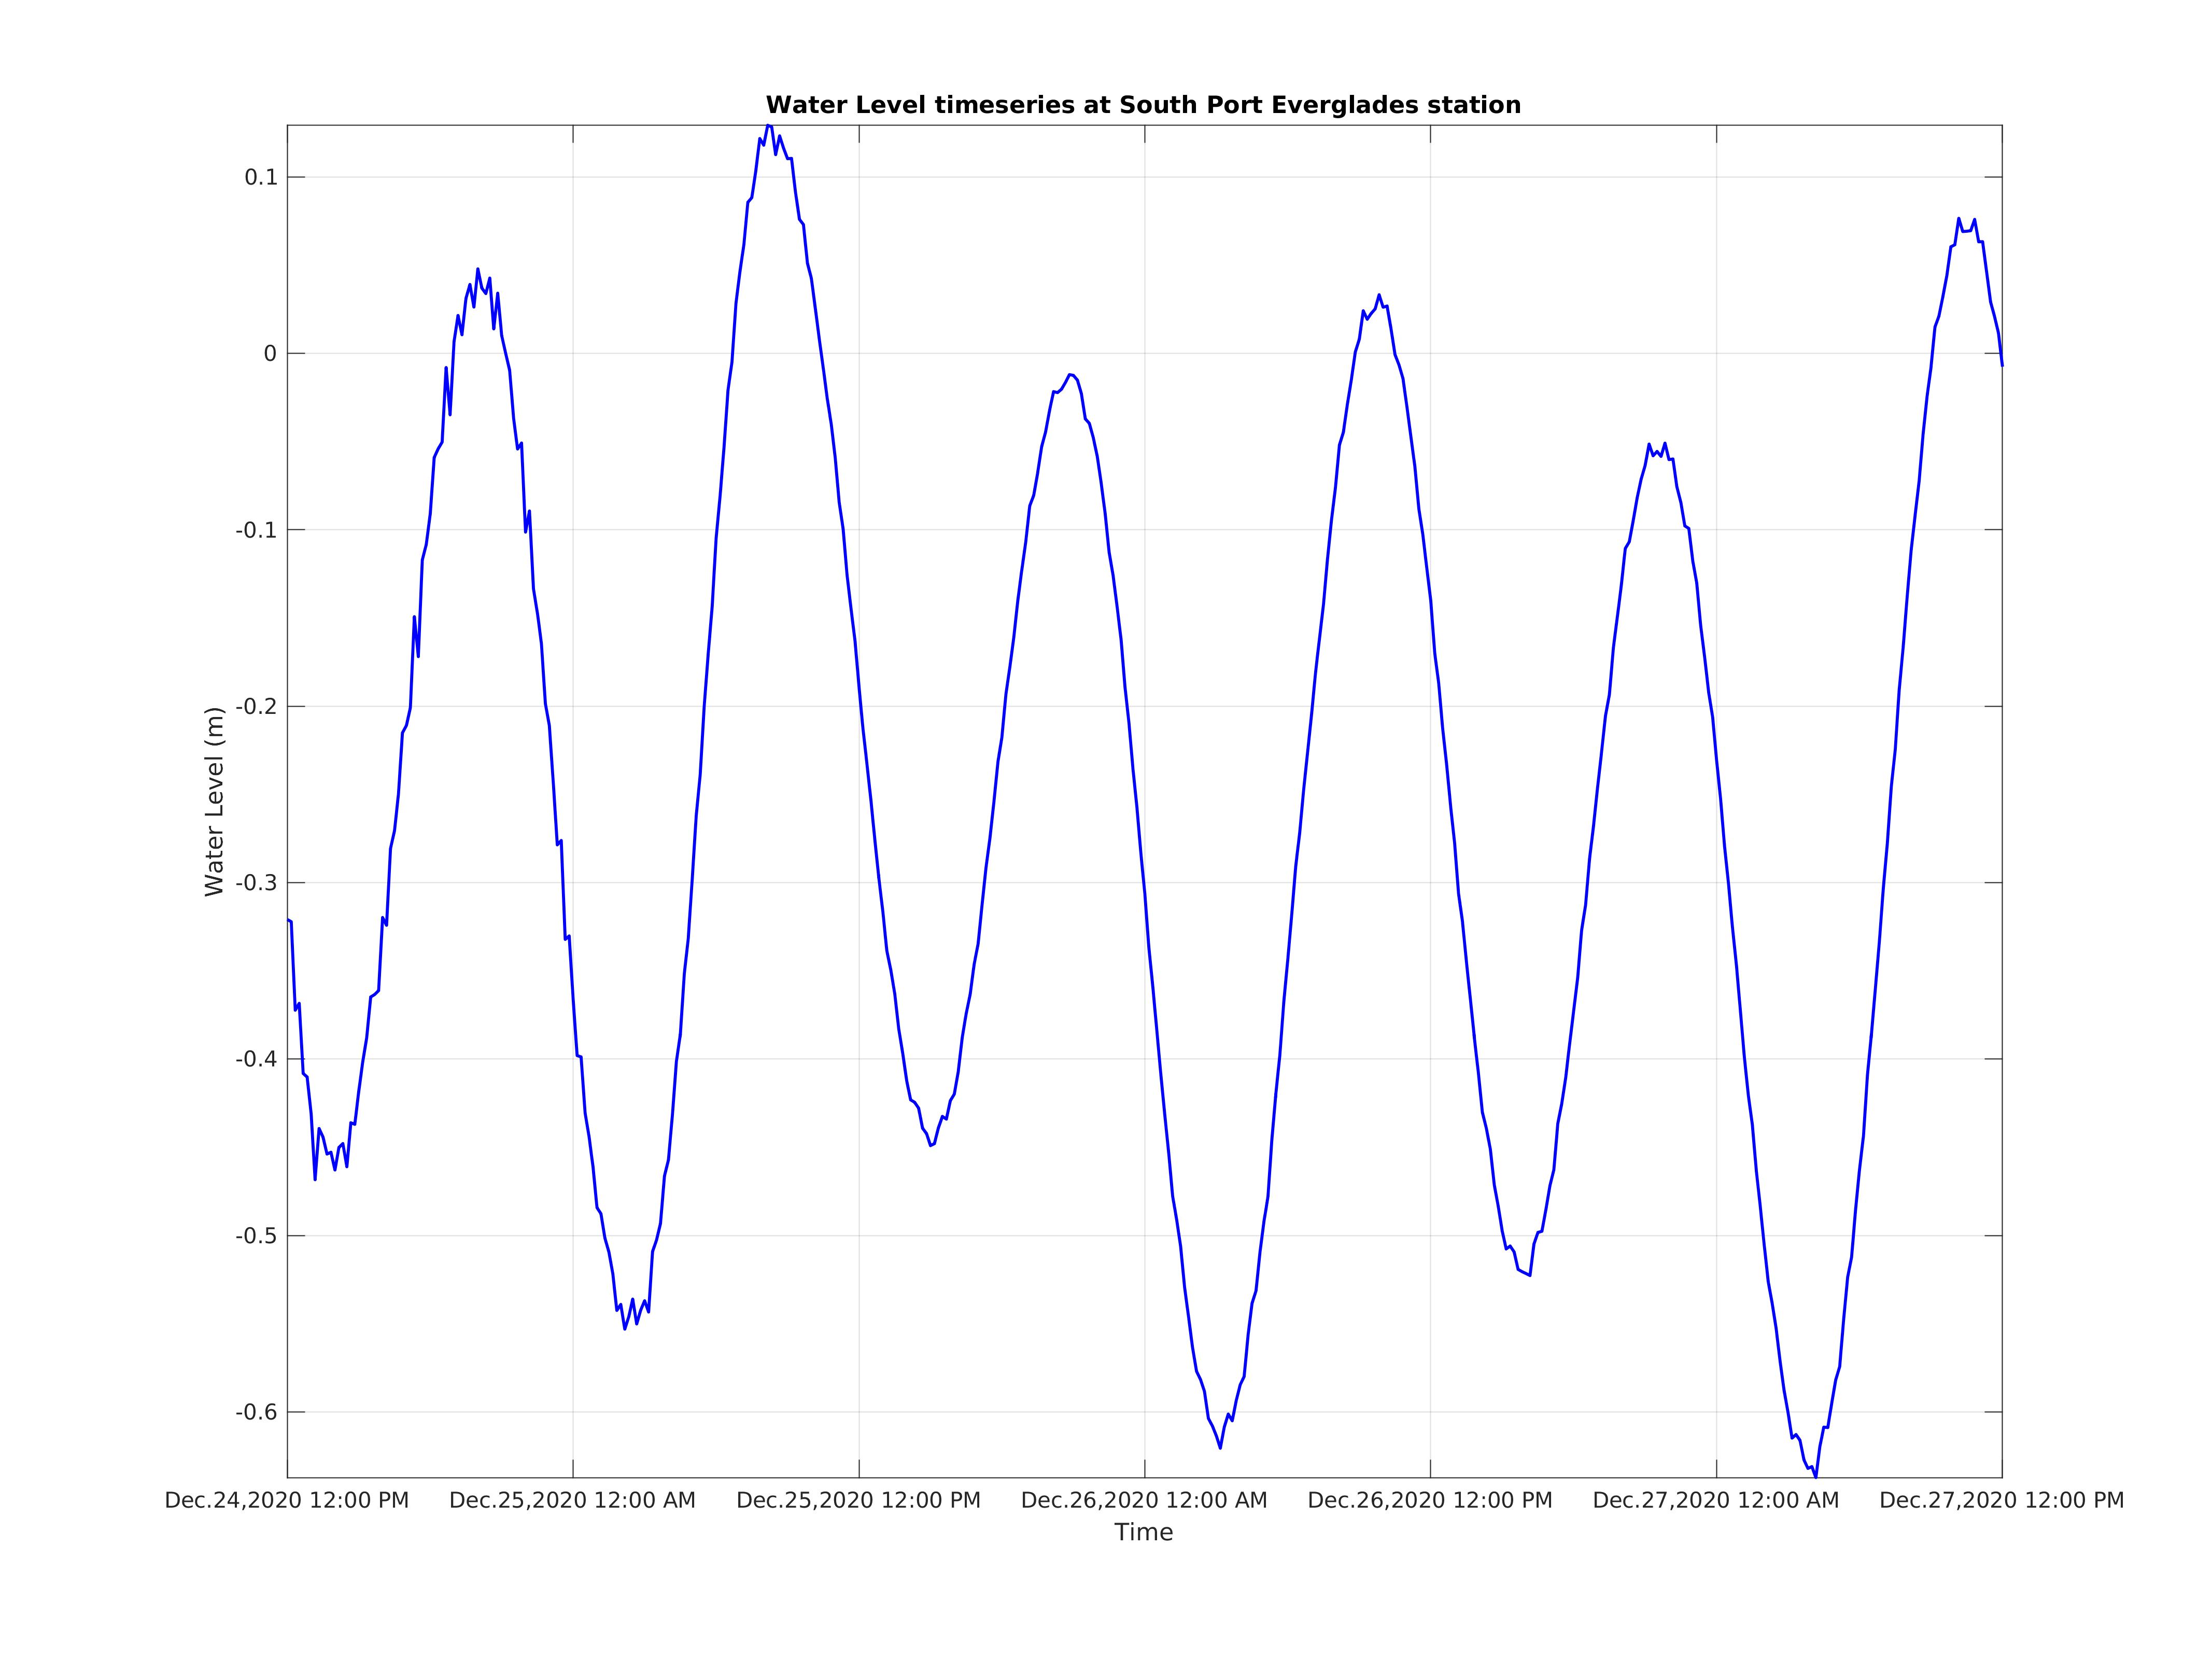 Water Level timeseries at South Port Everglades station
0.1
0
-0.1
-0.2
-0.3
-0.4
-0.5
-0.6
Water Level (m)
Dec.24,2020 12:00 PM Dec.25,2020 12:00 AM Dec.25,2020 12:00 PM Dec.26,2020 12:00 AM Dec.26,2020 12:00 PM Dec.27,2020 12:00 AM Dec.27,2020 12:00 PM
Time